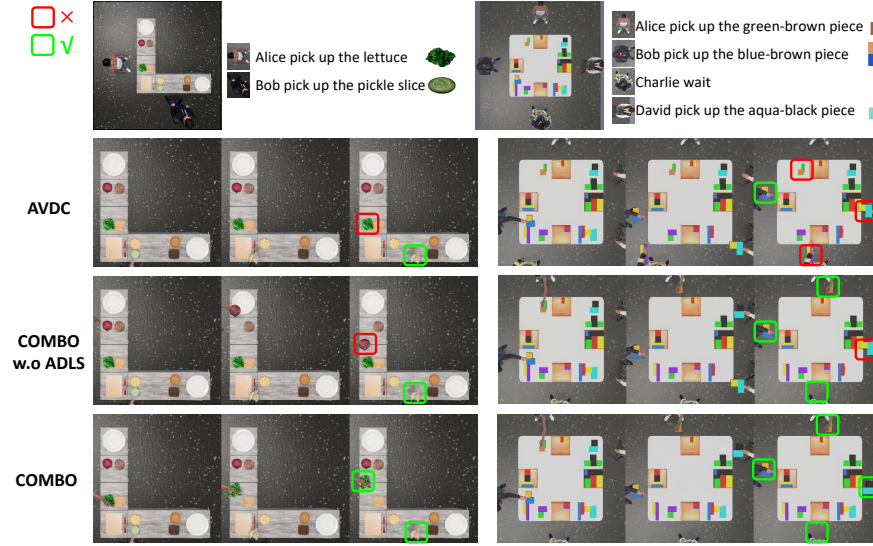 ×
√
Alice pick up the lettuce
Bob pick up the pickle slice
Alice pick up the green-brown piece
Bob pick up the blue-brown piece
Charlie wait
David pick up the aqua-black piece
AVDC
COMBO
w.o ADLS
COMBO